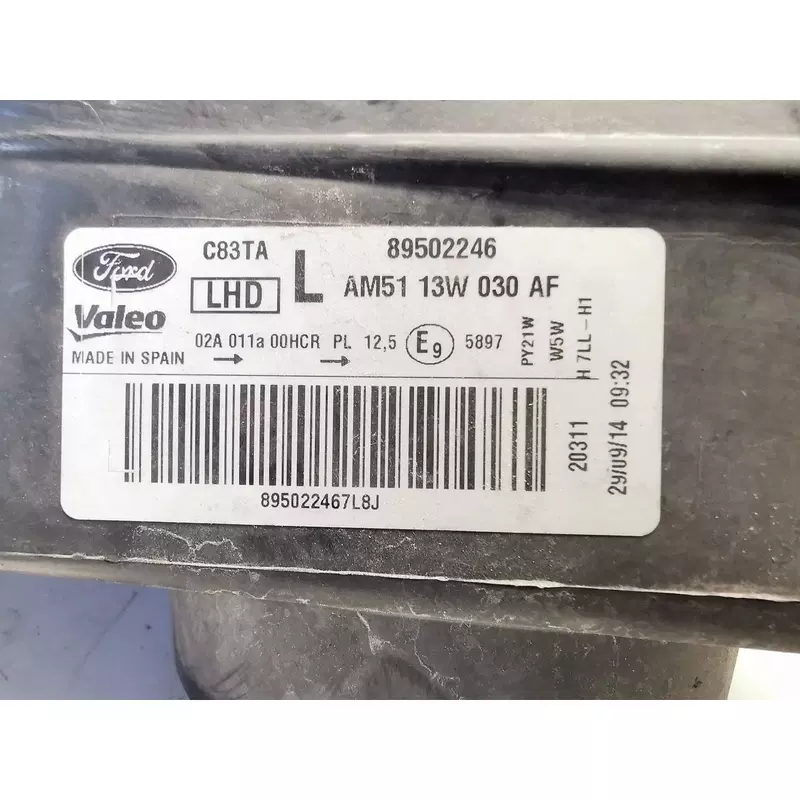 Ford
C83TA
89502246
LHD
L
AM51 13W 030 AF
Valeo
02A 011a 00HCR PL 12,5 E9 5897
MADE IN SPAIN
PY21W
W5W
H 7LL-H1
20311
29/09/14 09:32
895022467L8J